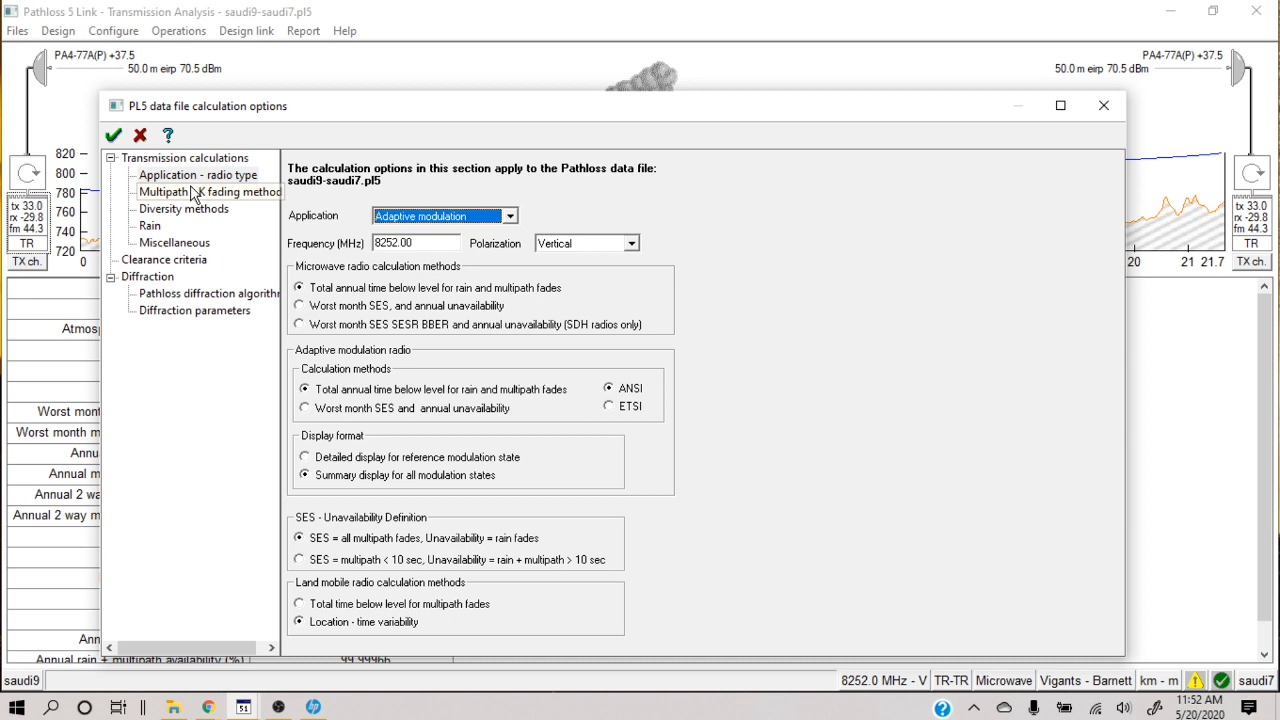 Pathloss 5 Link - Transmission Analysis - saudi9-saudi7.pl5
Files Design Configure Operations Design link Report Help
PA4-77A(P) +37.5
50.0 m eirp 70.5 dBm
PA4-77A(P) +37.5
50.0 m eirp 70.5 dBm
PL5 data file calculation options
820
800
780
760
740
720
0
tx 33.0
rx -29.8
fm 44.3
TR
TX ch.
Transmission calculations
Application - radio type
Multipath K fading method
Diversity methods
Rain
Miscellaneous
Clearance criteria
Diffraction
Pathloss diffraction algorithm
Diffraction parameters
The calculation options in this section apply to the Pathloss data file:
saudi9-saudi7.pl5
Application Adaptive modulation
Frequency (MHz) 8252.00 Polarization Vertical
Microwave radio calculation methods
Total annual time below level for rain and multipath fades
Worst month SES, and annual unavailability
Worst month SES SESR BBER and annual unavailability (SDH radios only)
Adaptive modulation radio
Calculation methods
Total annual time below level for rain and multipath fades ANSI
Worst month SES and annual unavailability ETSI
Display format
Detailed display for reference modulation state
Summary display for all modulation states
SES - Unavailability Definition
SES = all multipath fades, Unavailability = rain fades
SES = multipath < 10 sec, Unavailability = rain + multipath > 10 sec
Land mobile radio calculation methods
Total time below level for multipath fades
Location - time variability
tx 33.0
rx -29.8
fm 44.3
TR
20 21 21.7 TX ch.
Atmos
Worst mont
Worst month m
Annu
Annual m
Annual 2 way
Annual 2 way m
Ann
Annual rain + multipath availability (%) 99.99966
saudi9 8252.0 MHz - V TR-TR Microwave Vigants - Barnett km - m saudi7
11:52 AM
5/20/2020